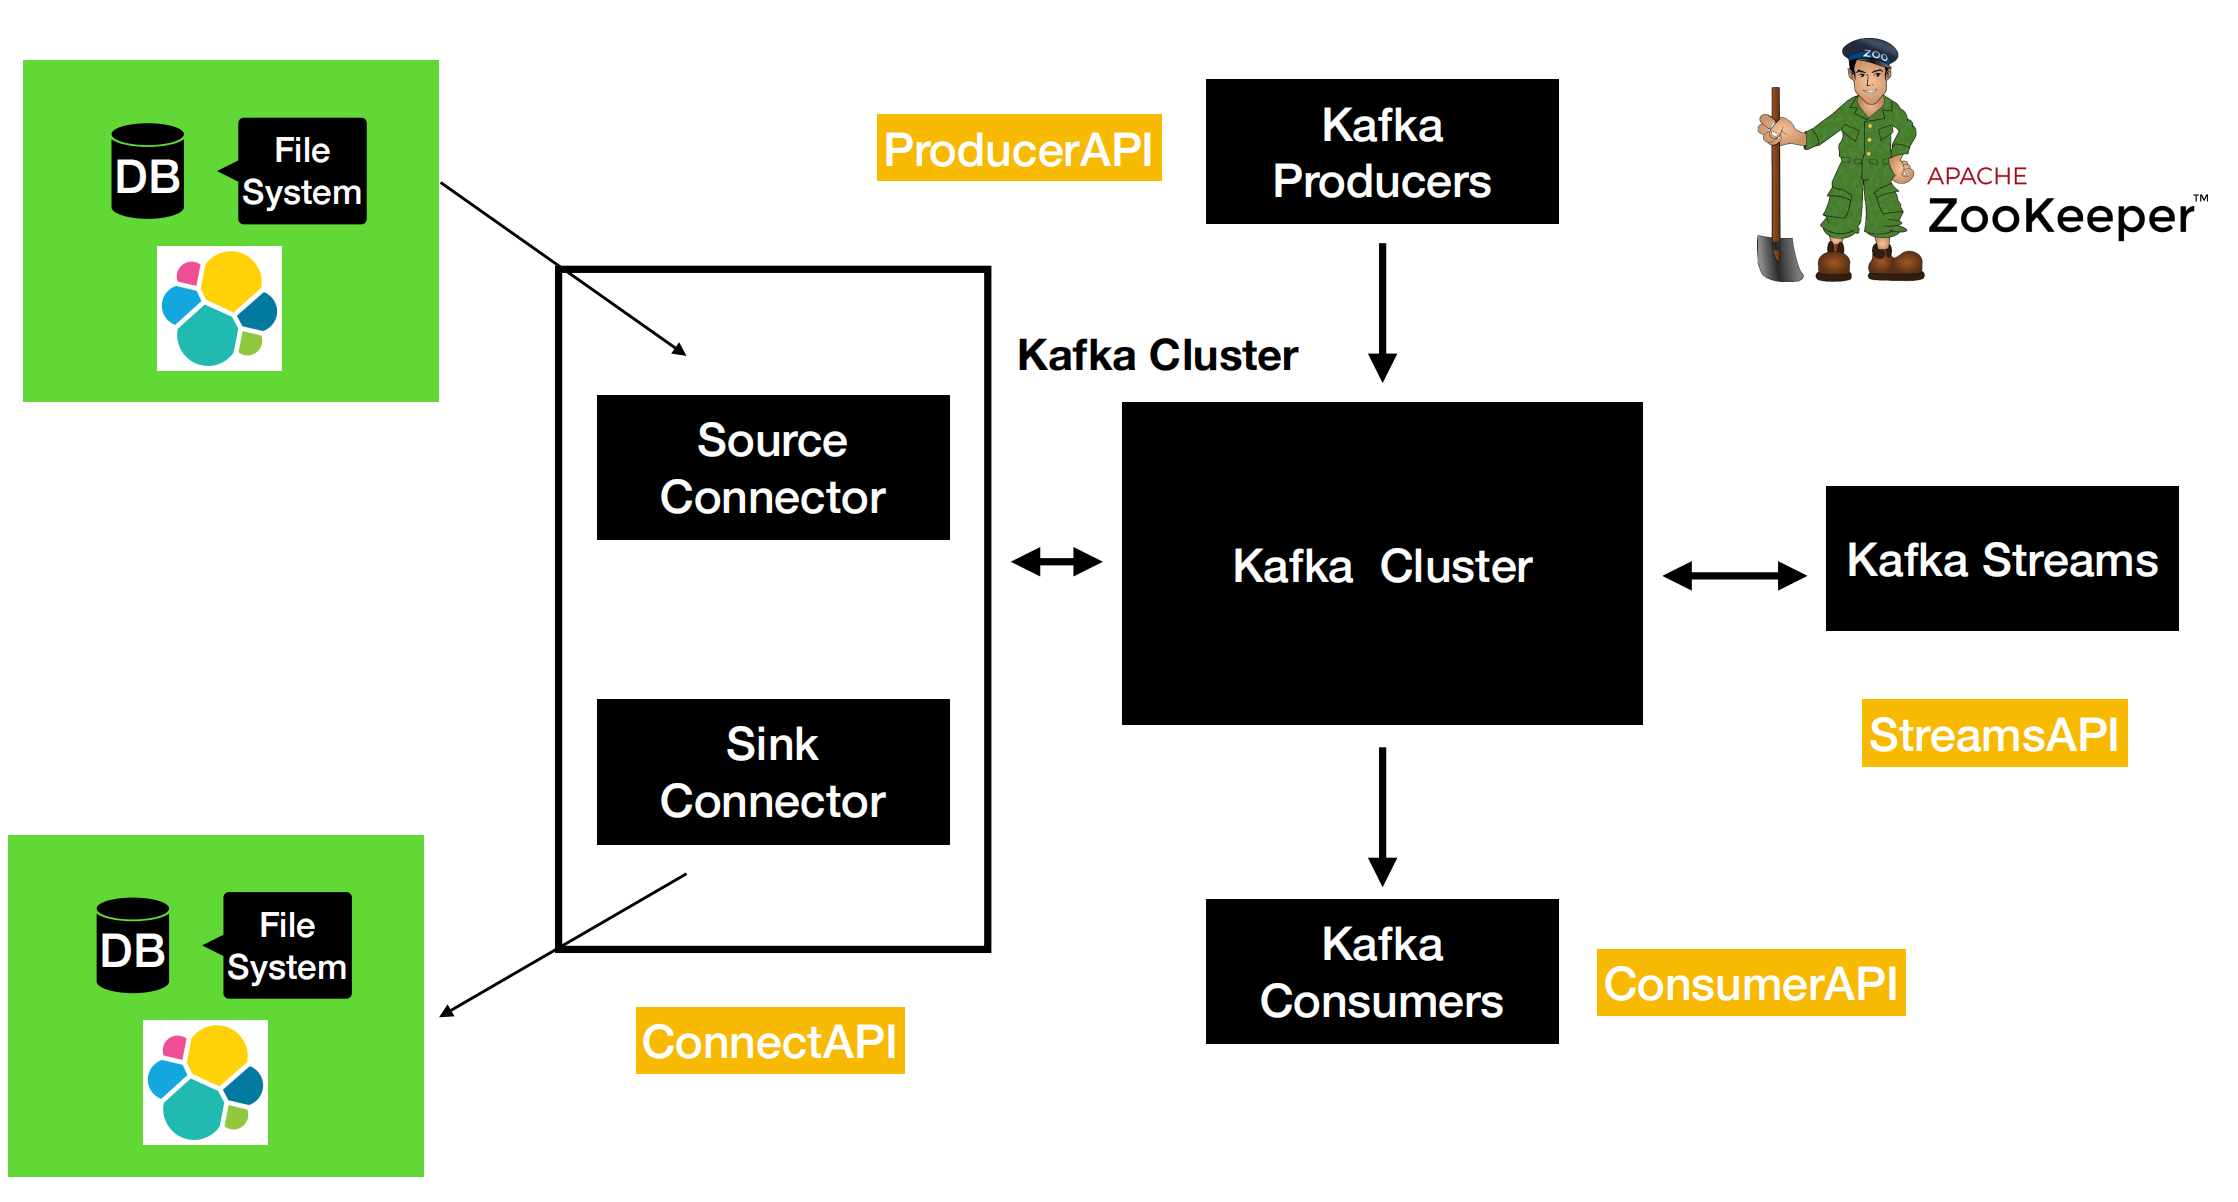 DB
File
System
ProducerAPI
Kafka
Producers
ZOO
APACHE
ZooKeeper™
Kafka Cluster
Source
Connector
Kafka Cluster
Kafka Streams
Sink
Connector
StreamsAPI
DB
File
System
Kafka
Consumers
ConsumerAPI
ConnectAPI